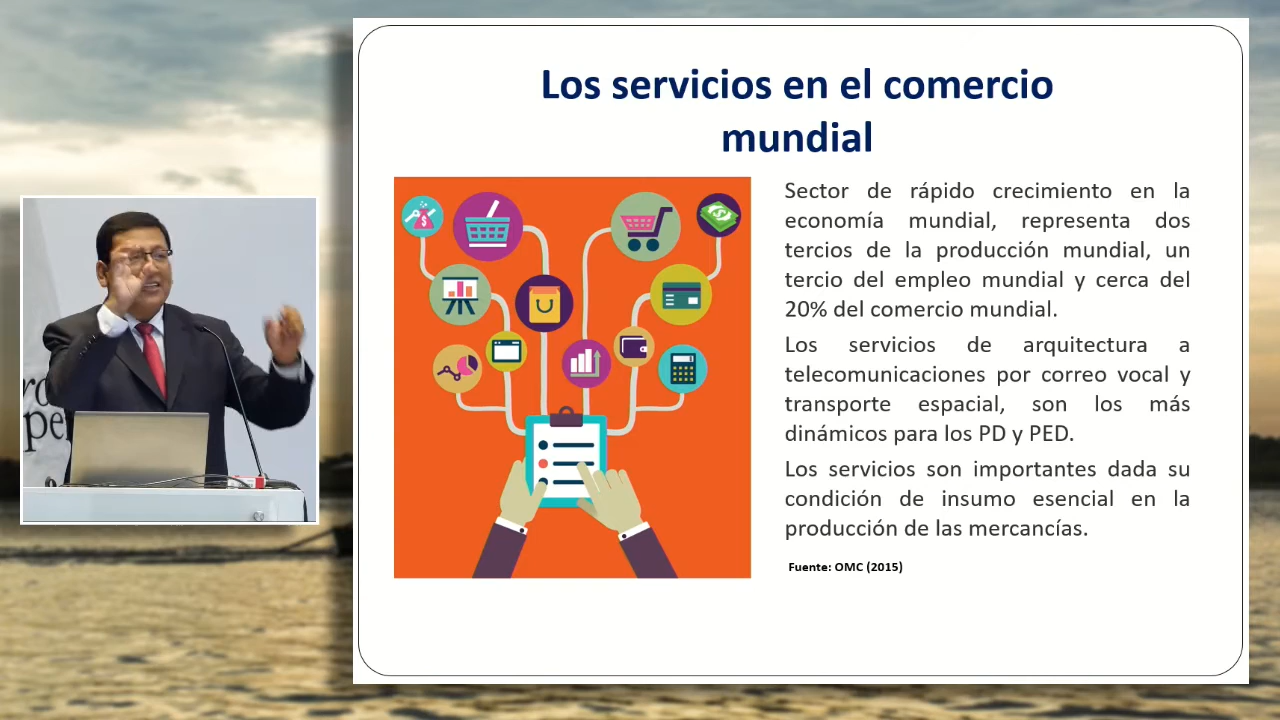 Los servicios en el comercio
mundial
Sector de rápido crecimiento en la
economía mundial, representa dos
tercios de la producción mundial, un
tercio del empleo mundial y cerca del
20% del comercio mundial.
Los servicios de arquitectura a
telecomunicaciones por correo vocal y
transporte espacial, son los más
dinámicos para los PD y PED.
Los servicios son importantes dada su
condición de insumo esencial en la
producción de las mercancías.
Fuente: OMC (2015)